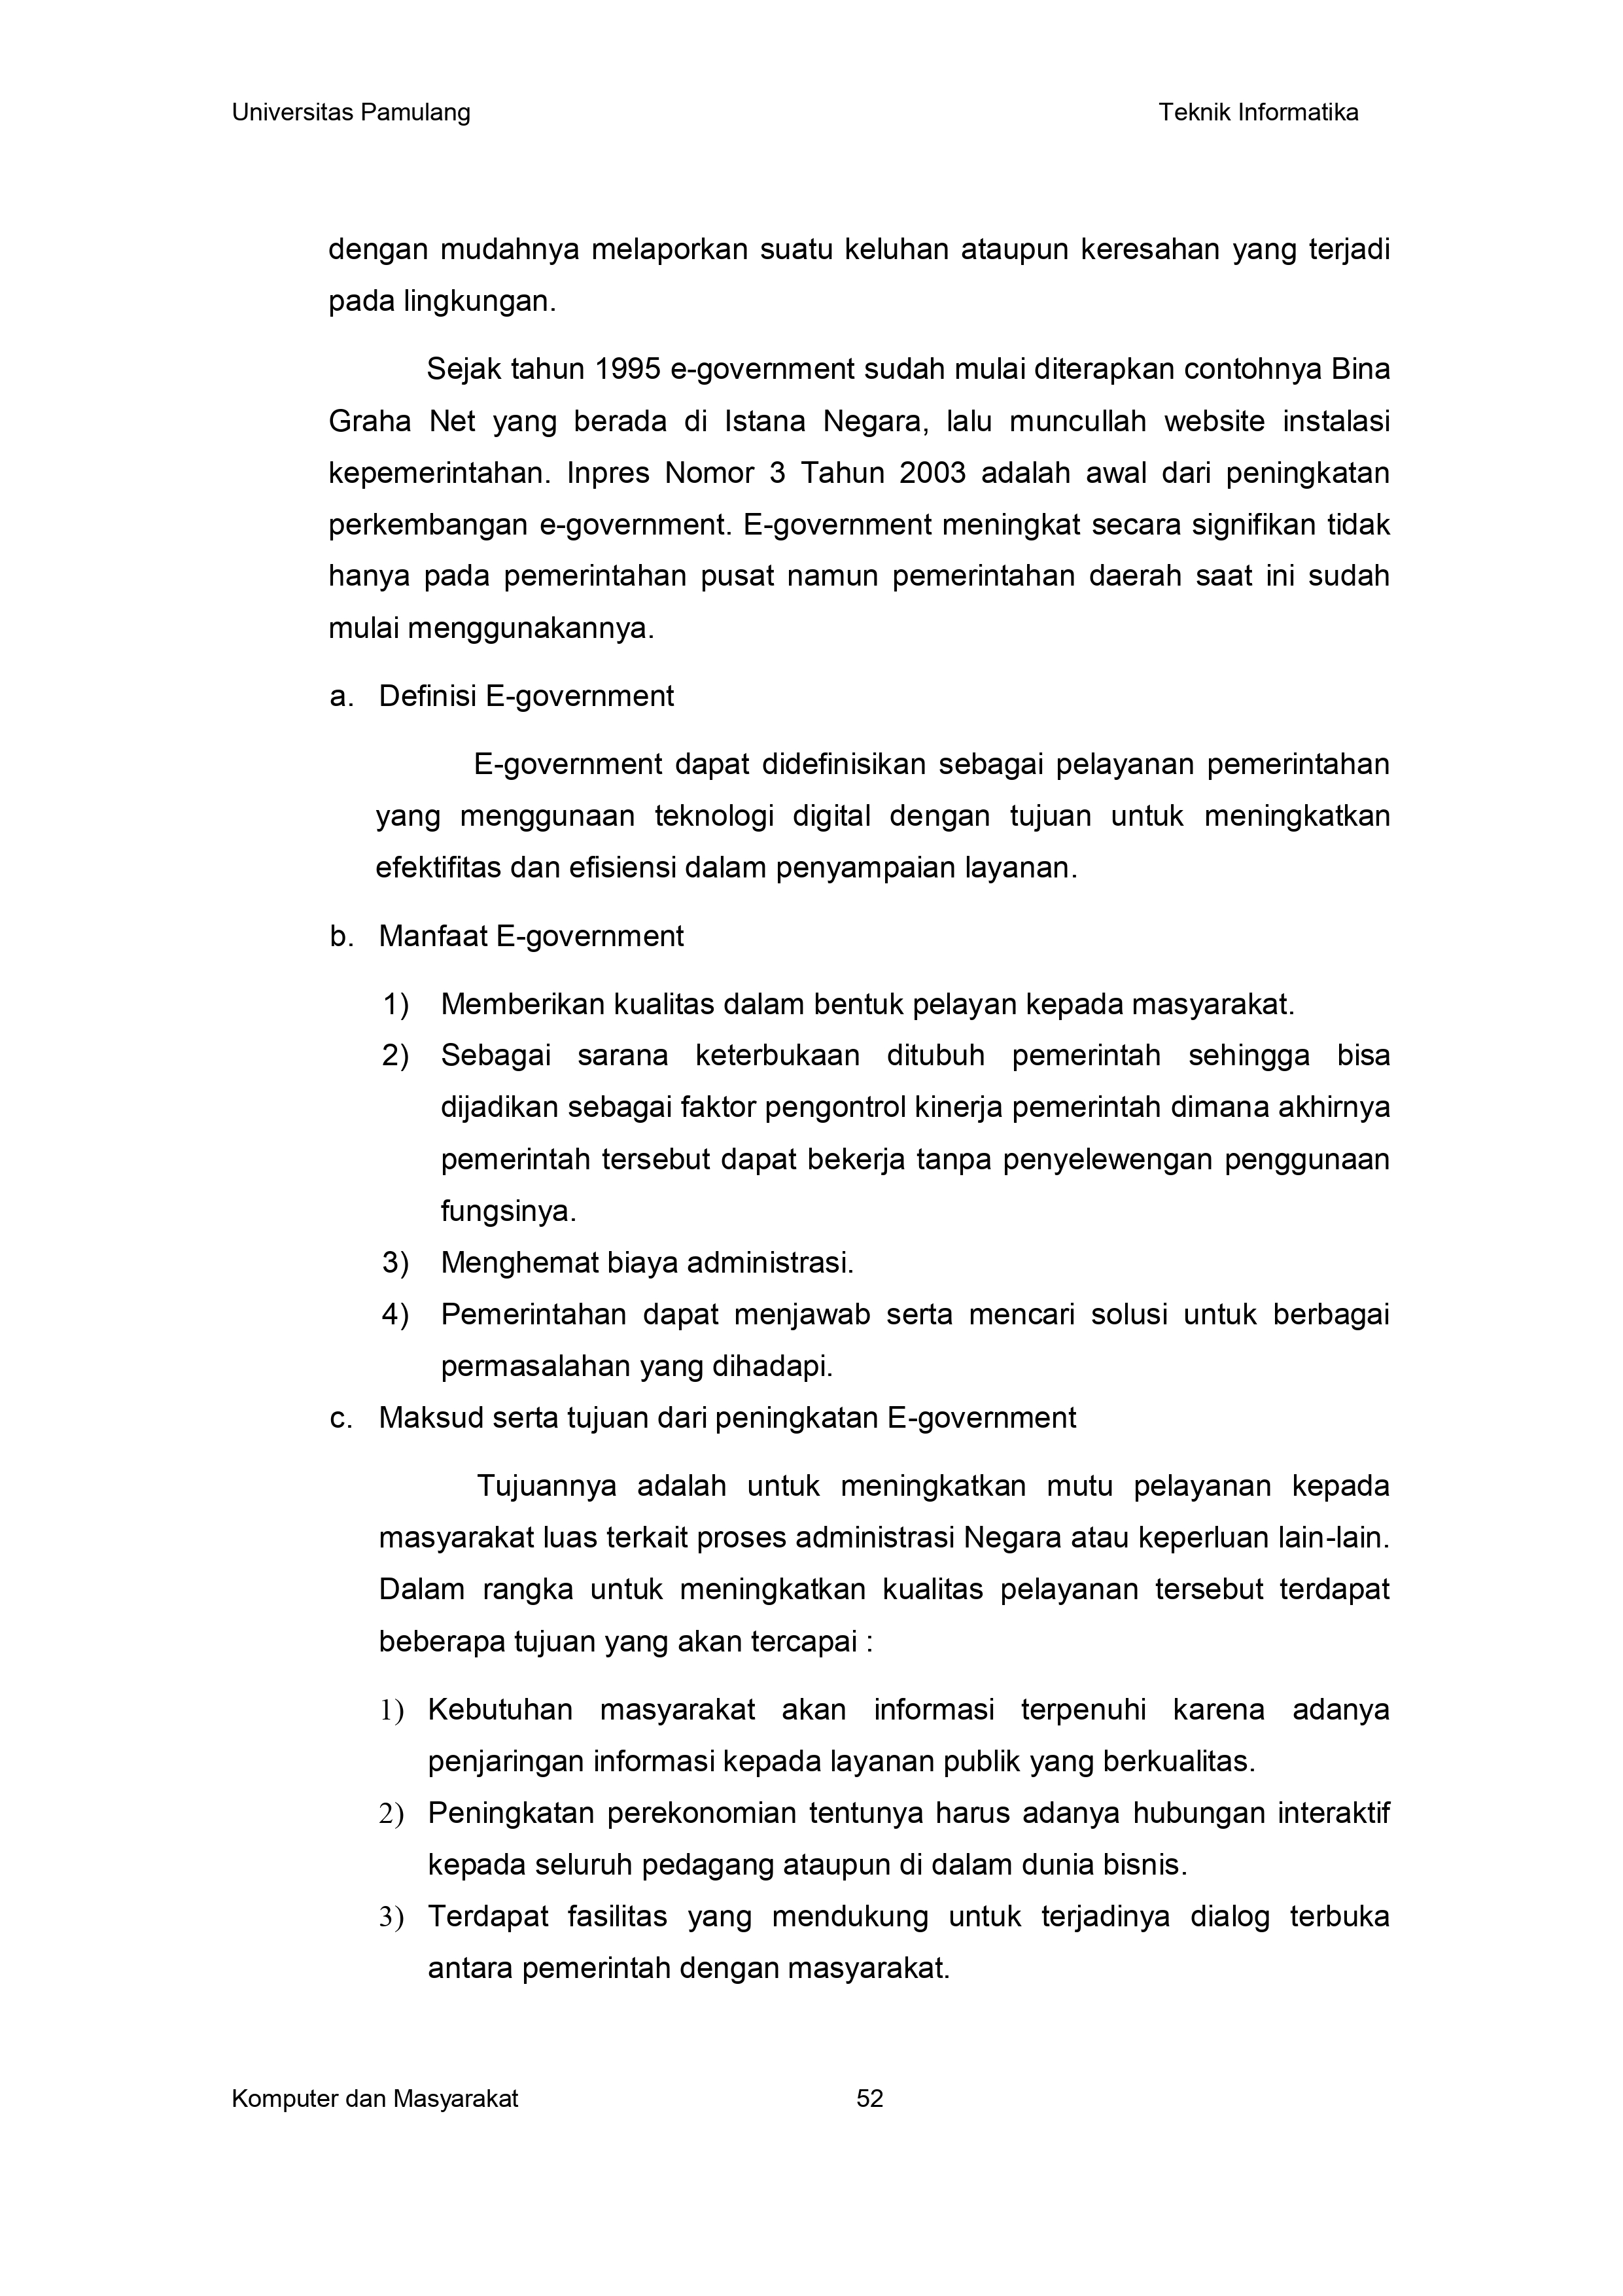 Universitas Pamulang Teknik Informatika
dengan mudahnya melaporkan suatu keluhan ataupun keresahan yang terjadi
pada lingkungan.
Sejak tahun 1995 e-government sudah mulai diterapkan contohnya Bina
Graha Net yang berada di Istana Negara, lalu muncullah website instalasi
kepemerintahan. Inpres Nomor 3 Tahun 2003 adalah awal dari peningkatan
perkembangan e-government. E-government meningkat secara signifikan tidak
hanya pada pemerintahan pusat namun pemerintahan daerah saat ini sudah
mulai menggunakannya.
a. Definisi E-government
E-government dapat didefinisikan sebagai pelayanan pemerintahan
yang menggunaan teknologi digital dengan tujuan untuk meningkatkan
efektifitas dan efisiensi dalam penyampaian layanan.
b. Manfaat E-government
1) Memberikan kualitas dalam bentuk pelayan kepada masyarakat.
2) Sebagai sarana keterbukaan ditubuh pemerintah sehingga bisa
dijadikan sebagai faktor pengontrol kinerja pemerintah dimana akhirnya
pemerintah tersebut dapat bekerja tanpa penyelewengan penggunaan
fungsinya.
3) Menghemat biaya administrasi.
4) Pemerintahan dapat menjawab serta mencari solusi untuk berbagai
permasalahan yang dihadapi.
c. Maksud serta tujuan dari peningkatan E-government
Tujuannya adalah untuk meningkatkan mutu pelayanan kepada
masyarakat luas terkait proses administrasi Negara atau keperluan lain-lain.
Dalam rangka untuk meningkatkan kualitas pelayanan tersebut terdapat
beberapa tujuan yang akan tercapai :
1) Kebutuhan masyarakat akan informasi terpenuhi karena adanya
penjaringan informasi kepada layanan publik yang berkualitas.
2) Peningkatan perekonomian tentunya harus adanya hubungan interaktif
kepada seluruh pedagang ataupun di dalam dunia bisnis.
3) Terdapat fasilitas yang mendukung untuk terjadinya dialog terbuka
antara pemerintah dengan masyarakat.
Komputer dan Masyarakat 52